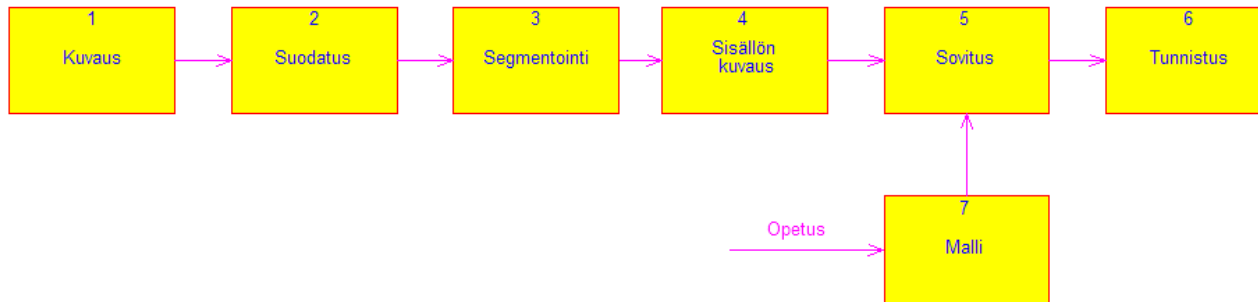 1
Kuvaus
2
Suodatus
3
Segmentointi
4
Sisällön
kuvaus
5
Sovitus
6
Tunnistus
Opetus
7
Malli